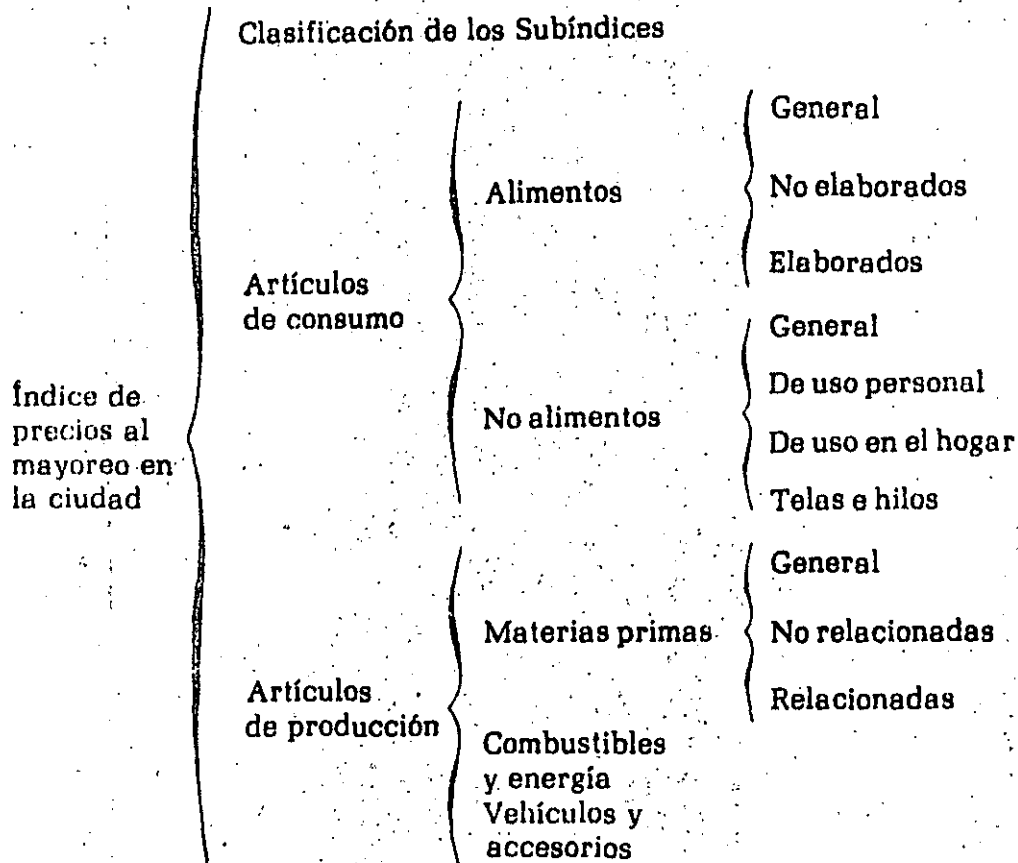 Clasificación de los Subíndices
Índice de
precios al
mayoreo en
la ciudad
Artículos
de consumo
Alimentos
General
No elaborados
Elaborados
No alimentos
General
De uso personal
De uso en el hogar
Telas e hilos
Artículos
de producción
Materias primas
General
No relacionadas
Relacionadas
Combustibles
y energía
Vehículos y
accesorios